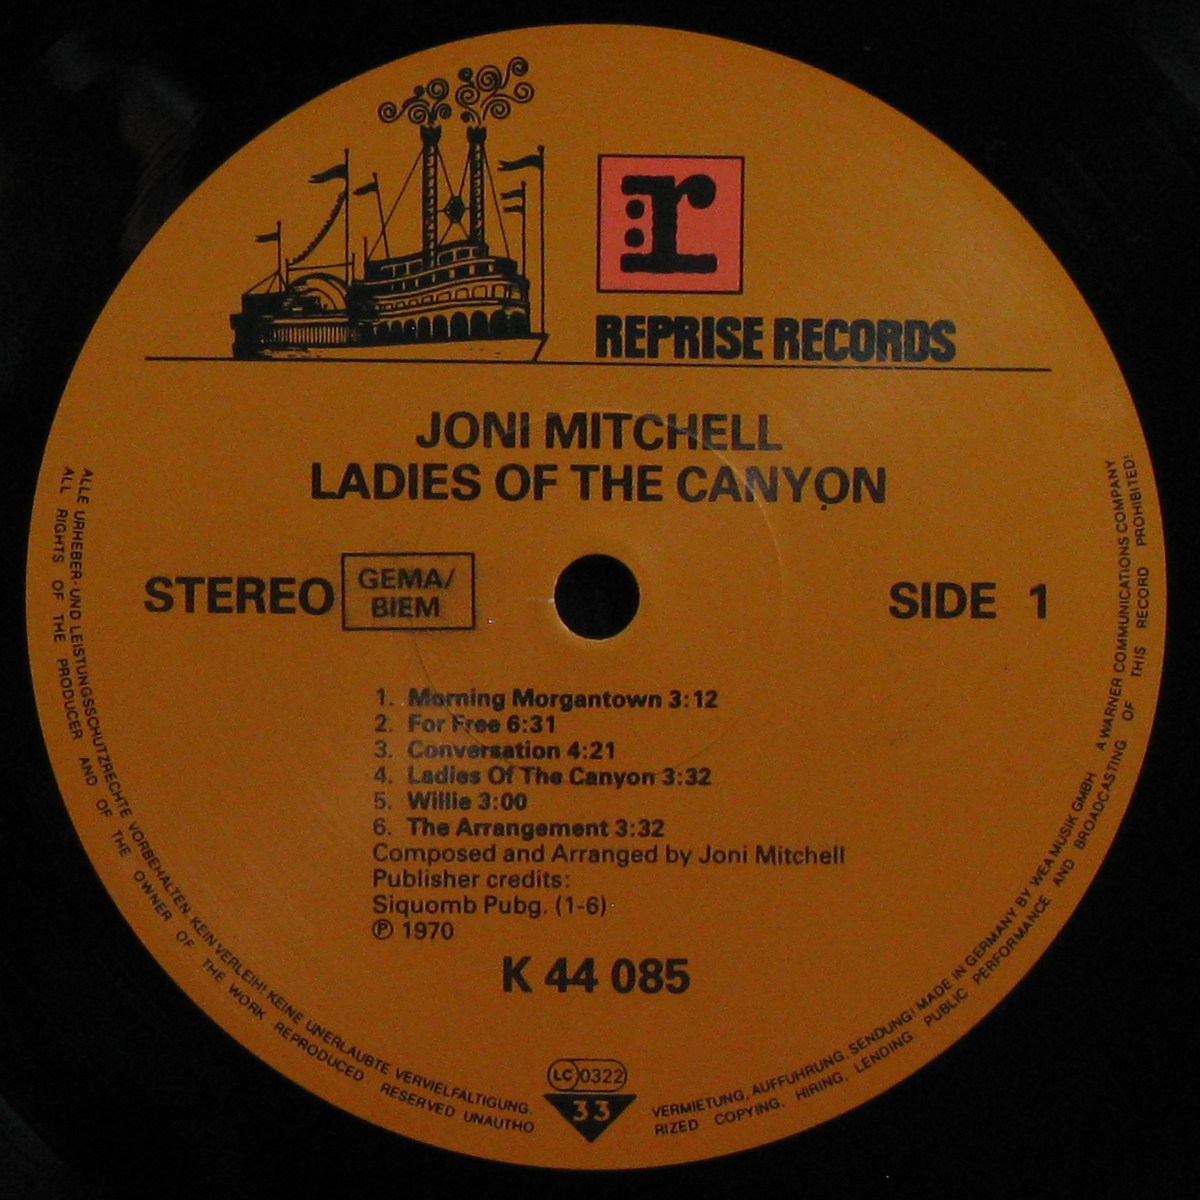 r
REPRISE RECORDS
JONI MITCHELL
LADIES OF THE CANYON
STEREO
GEMA/
BIEM
SIDE 1
1. Morning Morgantown 3:12
2. For Free 6:31
3. Conversation 4:21
4. Ladies Of The Canyon 3:32
5. Willie 3:00
6. The Arrangement 3:32
Composed and Arranged by Joni Mitchell
Publisher credits:
Siquomb Pubg. (1-6)
℗ 1970
K 44 085
LC 0322
33
ALLE URHEBER- UND LEISTUNGSSCHUTZRECHTE VORBEHALTEN KEIN VERLEIH! KEINE UNERLAUBTE VERVIELFÄLTIGUNG, VERMIETUNG, AUFFÜHRUNG, SENDUNG! MADE IN GERMANY BY WEA MUSIK GMBH A WARNER COMMUNICATIONS COMPANY
ALL RIGHTS OF THE PRODUCER AND OF THE OWNER OF THE WORK REPRODUCED RESERVED UNAUTHORIZED COPYING, HIRING, LENDING PUBLIC PERFORMANCE AND BROADCASTING OF THIS RECORD PROHIBITED!